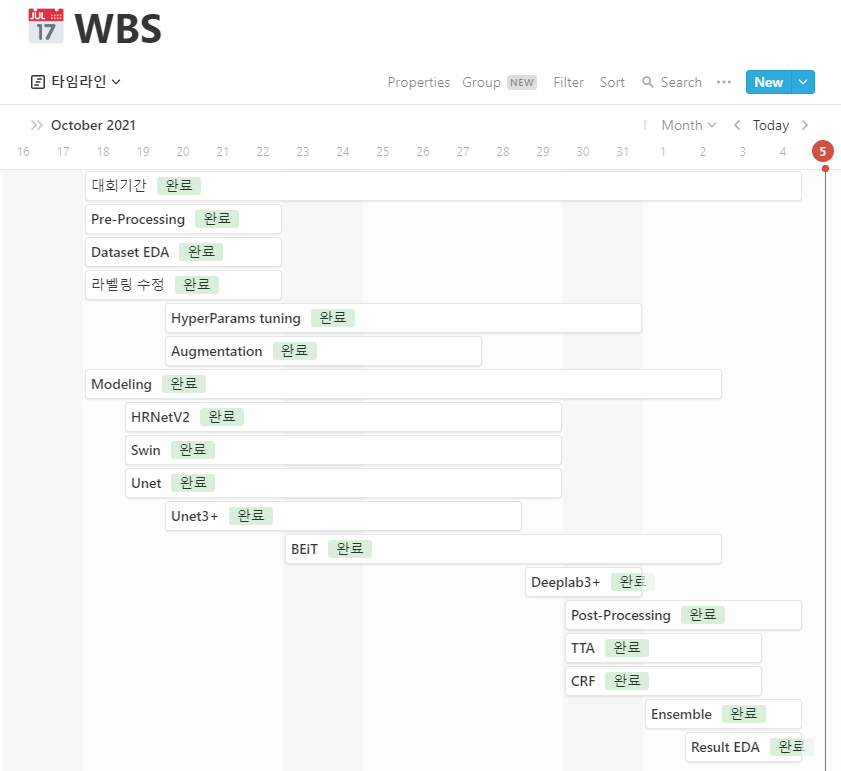 JUL
17
WBS
타임라인
Properties Group NEW Filter Sort Search ... New
October 2021 Month Today
16 17 18 19 20 21 22 23 24 25 26 27 28 29 30 31 1 2 3 4 5
대회기간 완료
Pre-Processing 완료
Dataset EDA 완료
라벨링 수정 완료
HyperParams tuning 완료
Augmentation 완료
Modeling 완료
HRNetV2 완료
Swin 완료
Unet 완료
Unet3+ 완료
BEiT 완료
Deeplab3+ 완료
Post-Processing 완료
TTA 완료
CRF 완료
Ensemble 완료
Result EDA 완료